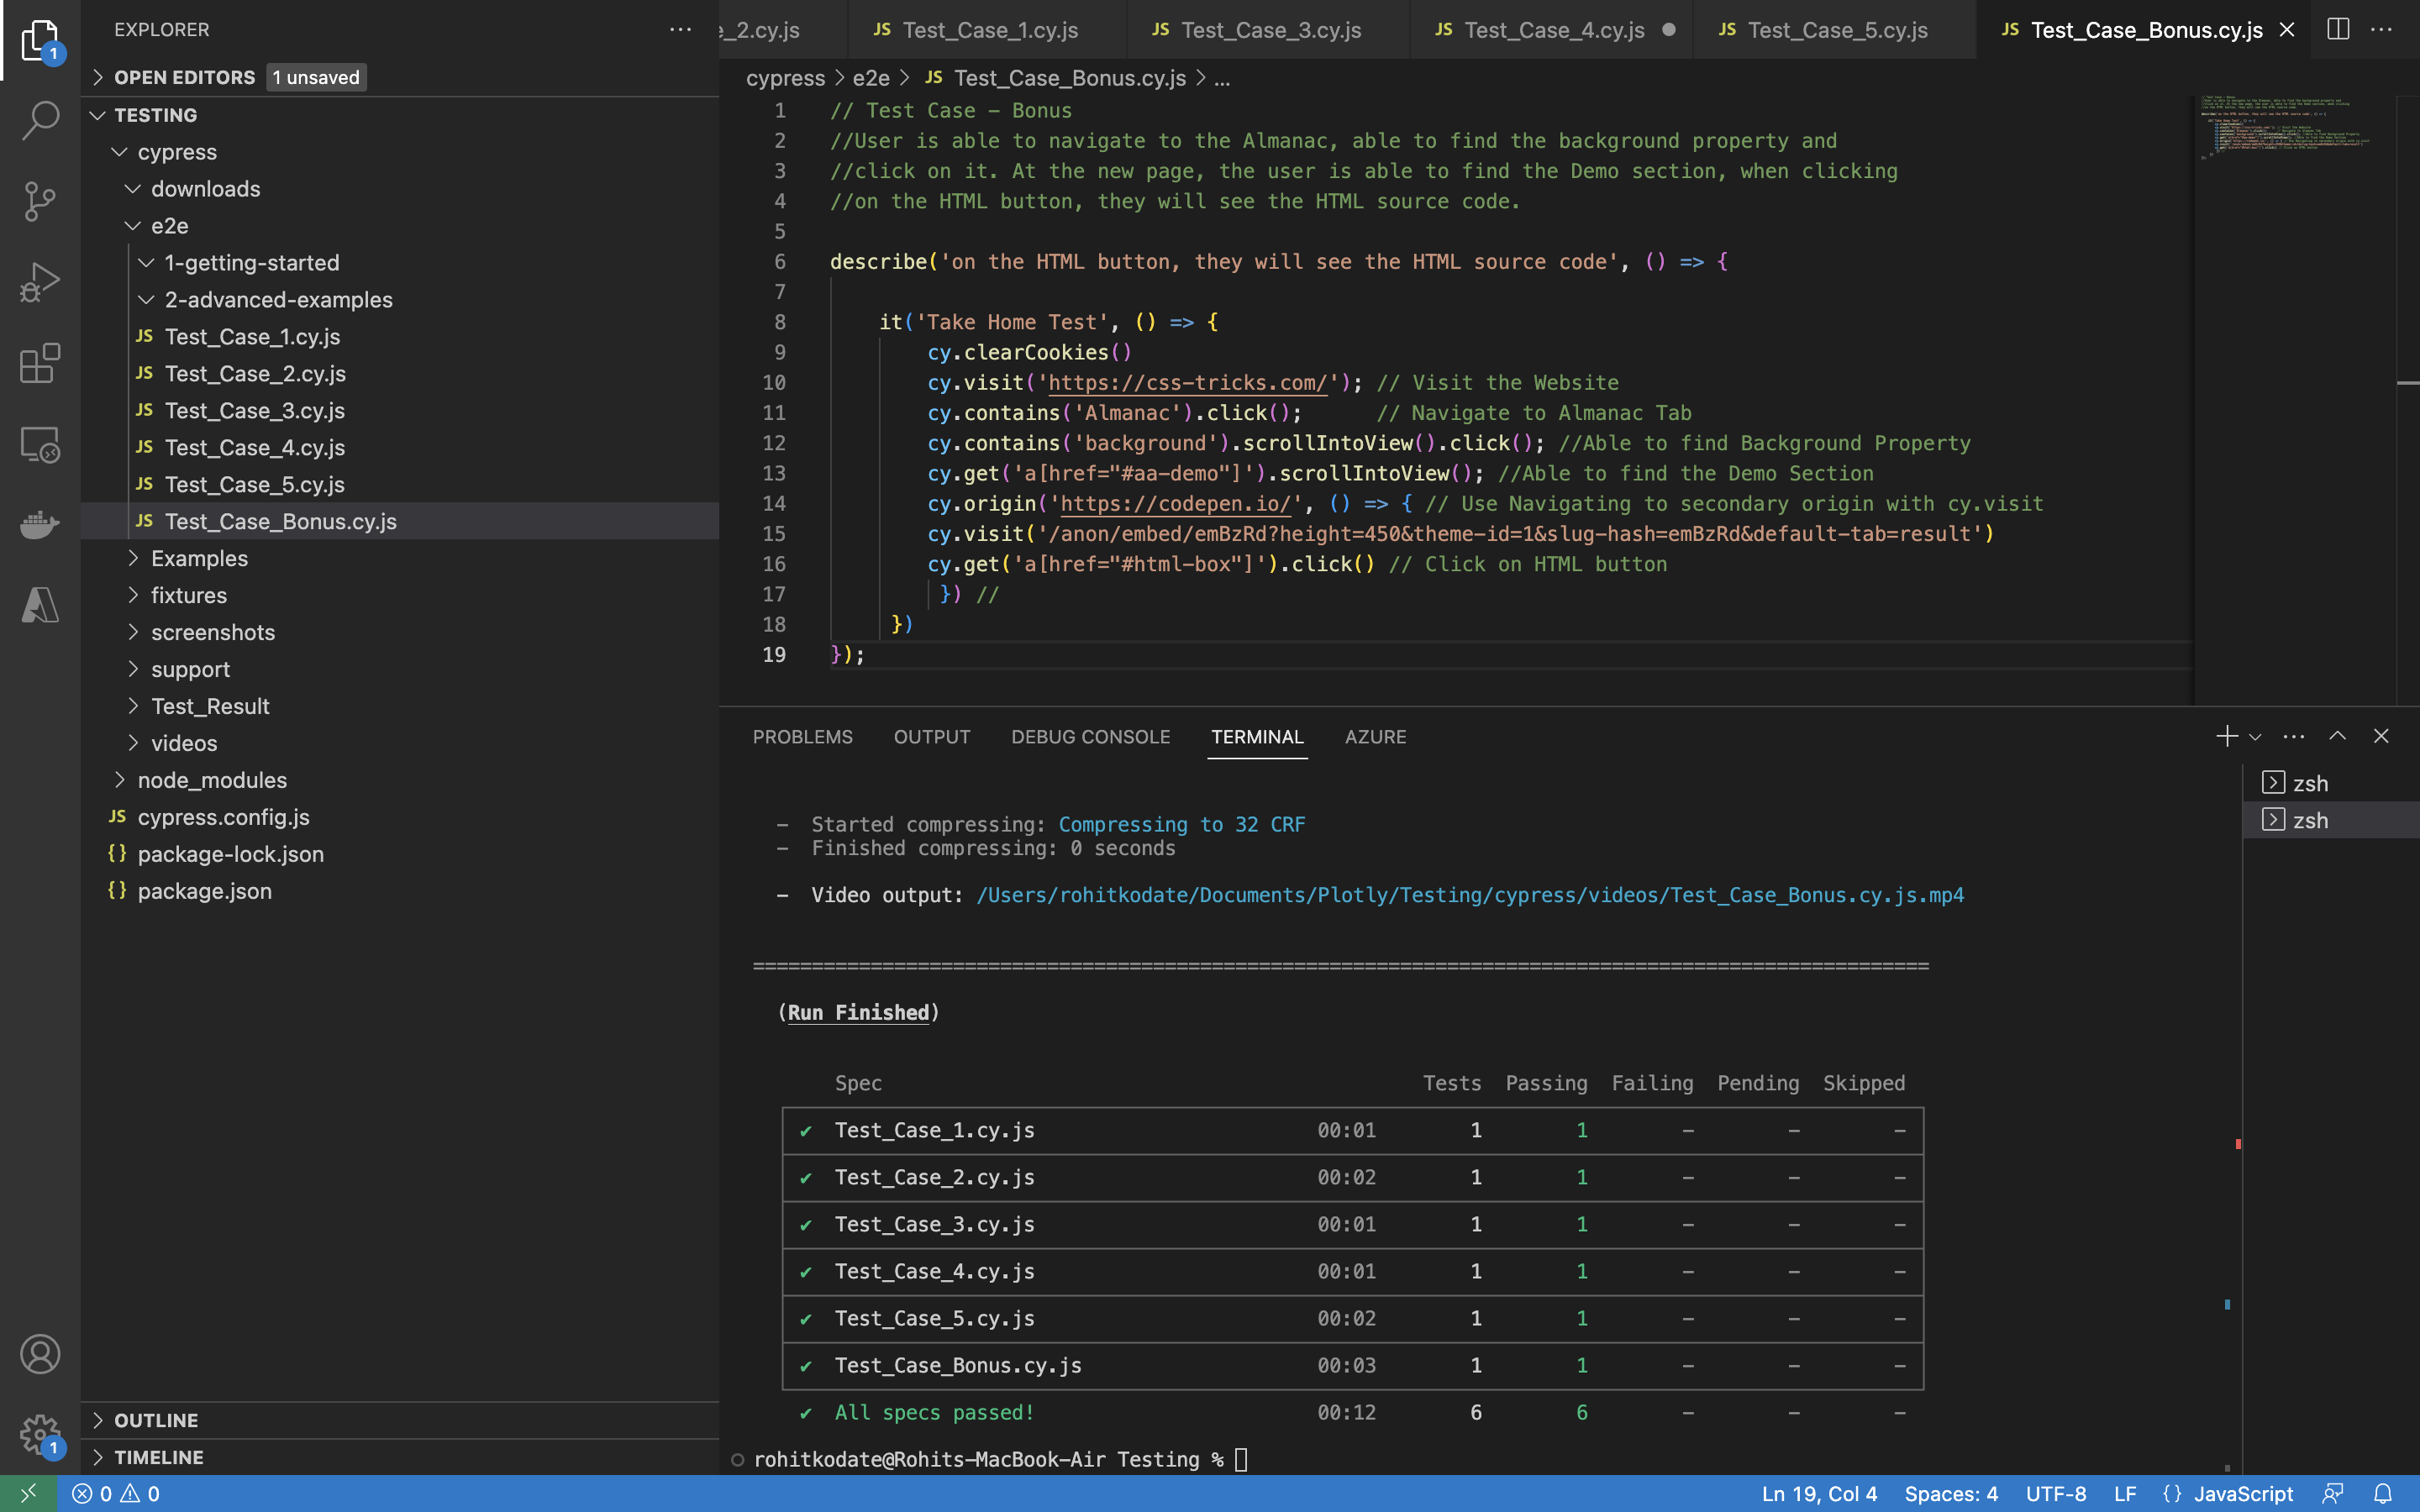 EXPLORER
1
OPEN EDITORS 1 unsaved
TESTING
cypress
downloads
e2e
1-getting-started
2-advanced-examples
JS Test_Case_1.cy.js
JS Test_Case_2.cy.js
JS Test_Case_3.cy.js
JS Test_Case_4.cy.js
JS Test_Case_5.cy.js
JS Test_Case_Bonus.cy.js
Examples
fixtures
screenshots
support
Test_Result
videos
node_modules
JS cypress.config.js
{} package-lock.json
{} package.json
OUTLINE
1
TIMELINE
e_2.cy.js JS Test_Case_1.cy.js JS Test_Case_3.cy.js JS Test_Case_4.cy.js JS Test_Case_5.cy.js JS Test_Case_Bonus.cy.js
cypress > e2e > JS Test_Case_Bonus.cy.js > ...
1 // Test Case – Bonus
2 //User is able to navigate to the Almanac, able to find the background property and
3 //click on it. At the new page, the user is able to find the Demo section, when clicking
4 //on the HTML button, they will see the HTML source code.
5
6 describe('on the HTML button, they will see the HTML source code', () => {
7
8 it('Take Home Test', () => {
9 cy.clearCookies()
10 cy.visit('https://css-tricks.com/'); // Visit the Website
11 cy.contains('Almanac').click(); // Navigate to Almanac Tab
12 cy.contains('background').scrollIntoView().click(); //Able to find Background Property
13 cy.get('a[href="#aa-demo"]').scrollIntoView(); //Able to find the Demo Section
14 cy.origin('https://codepen.io/', () => { // Use Navigating to secondary origin with cy.visit
15 cy.visit('/anon/embed/emBzRd?height=450&theme-id=1&slug-hash=emBzRd&default-tab=result')
16 cy.get('a[href="#html-box"]').click() // Click on HTML button
17 }) //
18 })
19 });
PROBLEMS OUTPUT DEBUG CONSOLE TERMINAL AZURE
zsh
zsh
– Started compressing: Compressing to 32 CRF
– Finished compressing: 0 seconds
– Video output: /Users/rohitkodate/Documents/Plotly/Testing/cypress/videos/Test_Case_Bonus.cy.js.mp4
====================================================================================================
(Run Finished)
Spec Tests Passing Failing Pending Skipped
✔ Test_Case_1.cy.js 00:01 1 1 – – –
✔ Test_Case_2.cy.js 00:02 1 1 – – –
✔ Test_Case_3.cy.js 00:01 1 1 – – –
✔ Test_Case_4.cy.js 00:01 1 1 – – –
✔ Test_Case_5.cy.js 00:02 1 1 – – –
✔ Test_Case_Bonus.cy.js 00:03 1 1 – – –
✔ All specs passed! 00:12 6 6 – – –
rohitkodate@Rohits-MacBook-Air Testing %
0 0 Ln 19, Col 4 Spaces: 4 UTF-8 LF {} JavaScript